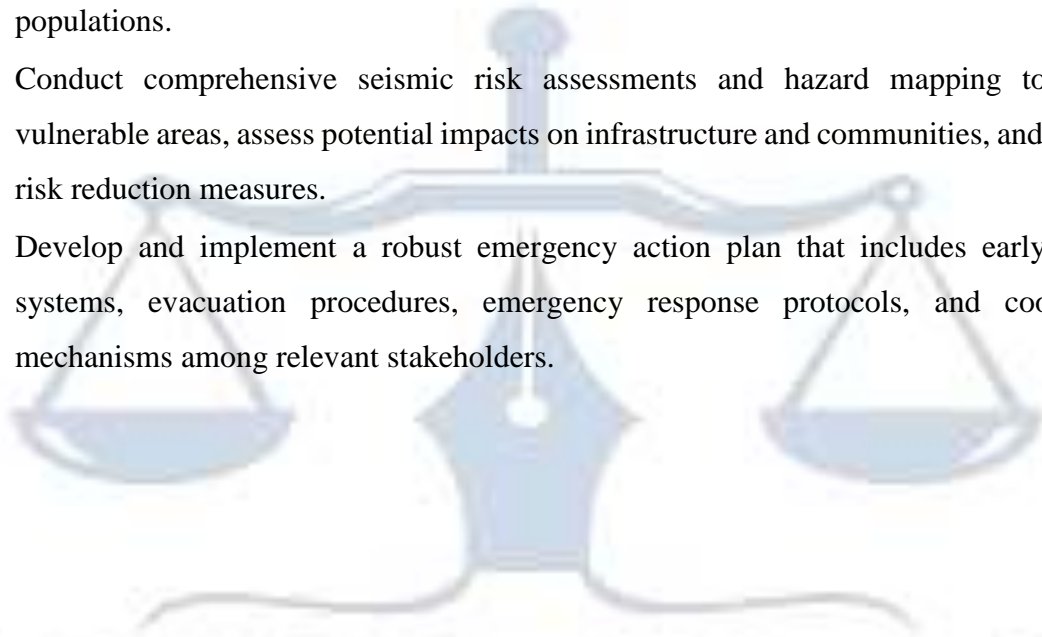 populations.
Conduct comprehensive seismic risk assessments and hazard mapping to
vulnerable areas, assess potential impacts on infrastructure and communities, and
risk reduction measures.
Develop and implement a robust emergency action plan that includes early
systems, evacuation procedures, emergency response protocols, and coo
mechanisms among relevant stakeholders.